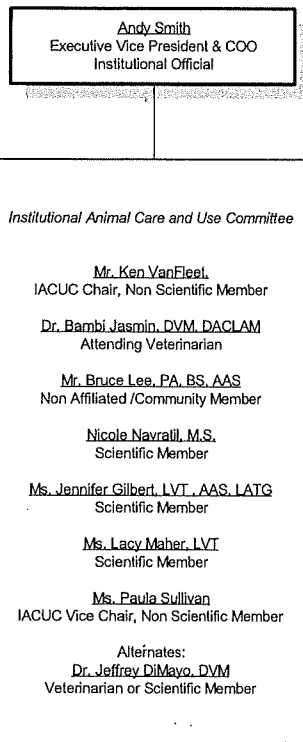 Andy Smith
Executive Vice President & COO
Institutional Official
Institutional Animal Care and Use Committee
Mr. Ken VanFleet,
IACUC Chair, Non Scientific Member
Dr. Bambi Jasmin, DVM, DACLAM
Attending Veterinarian
Mr. Bruce Lee, PA, BS, AAS
Non Affiliated /Community Member
Nicole Navratil, M.S.
Scientific Member
Ms. Jennifer Gilbert, LVT , AAS, LATG
Scientific Member
Ms. Lacy Maher, LVT
Scientific Member
Ms. Paula Sullivan
IACUC Vice Chair, Non Scientific Member
Alternates:
Dr. Jeffrey DiMayo, DVM
Veterinarian or Scientific Member